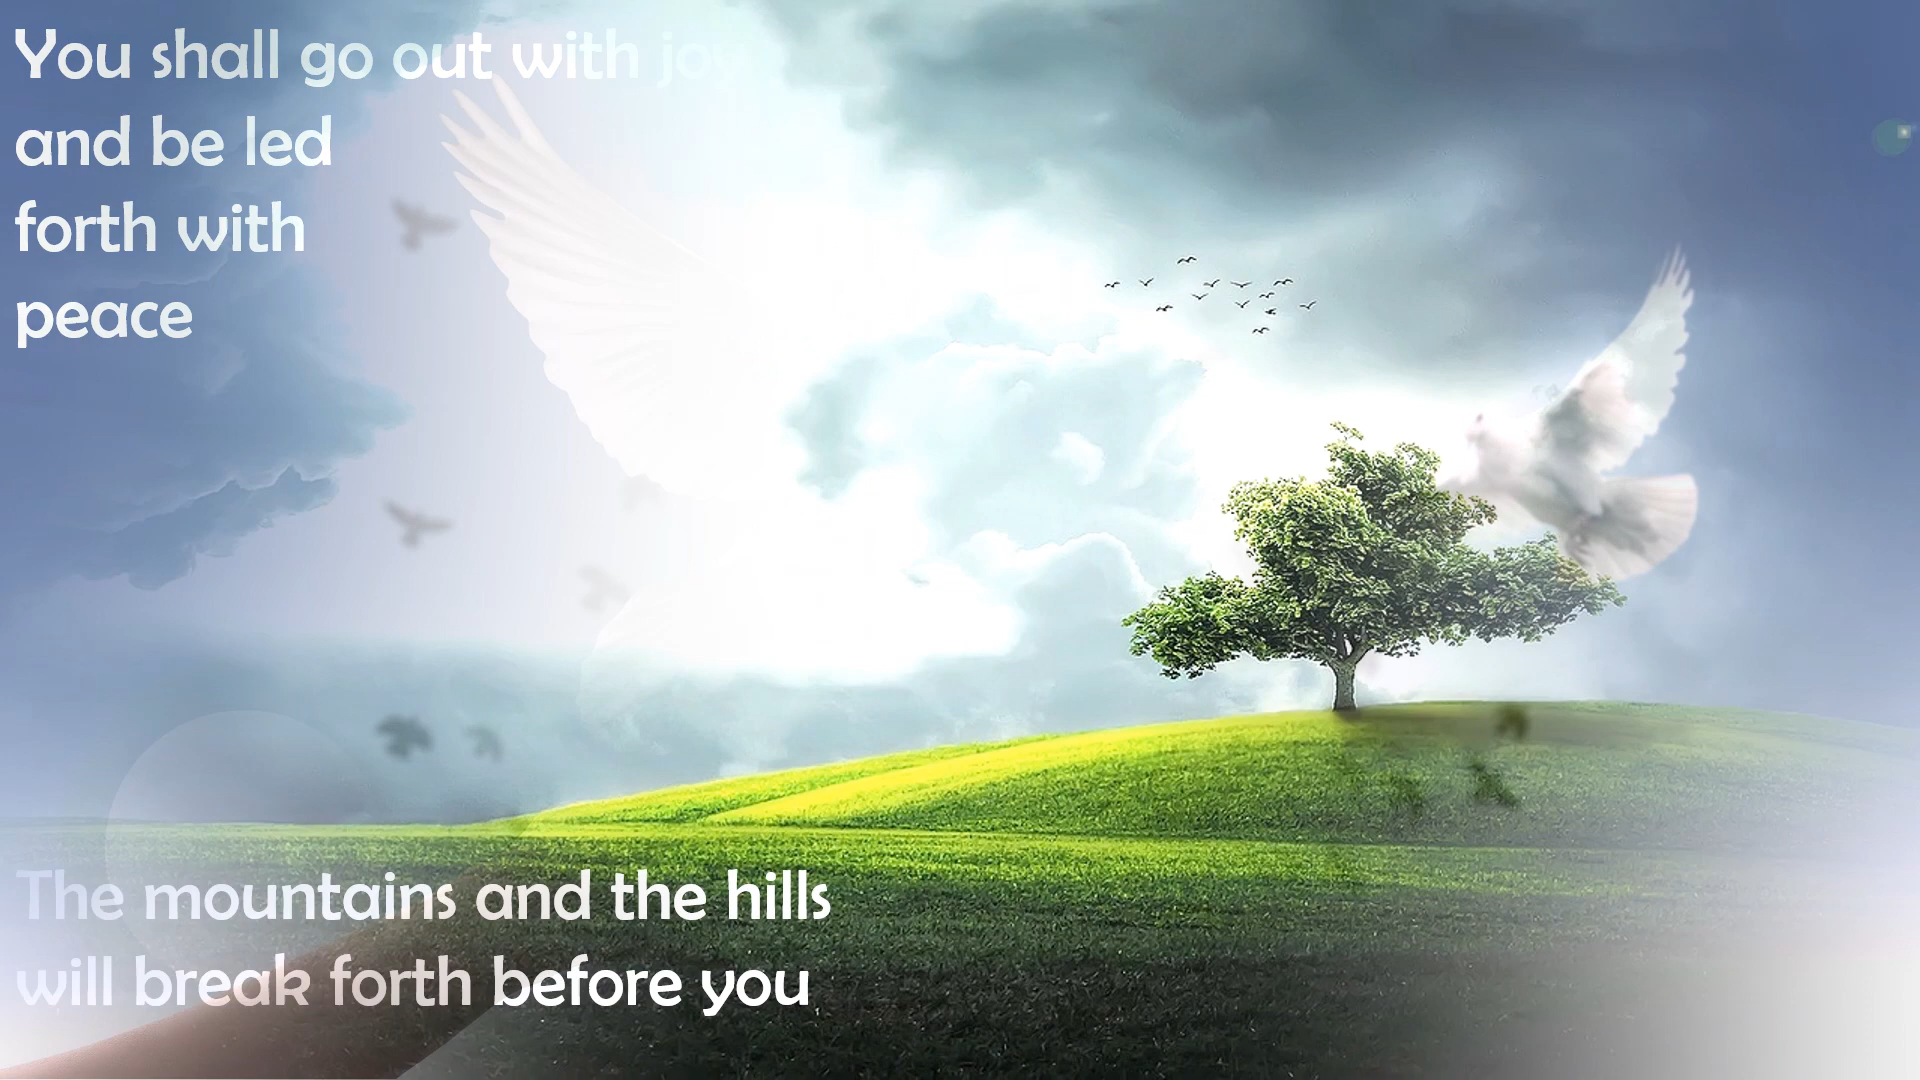 You shall go out with joy
and be led
forth with
peace
The mountains and the hills
will break forth before you